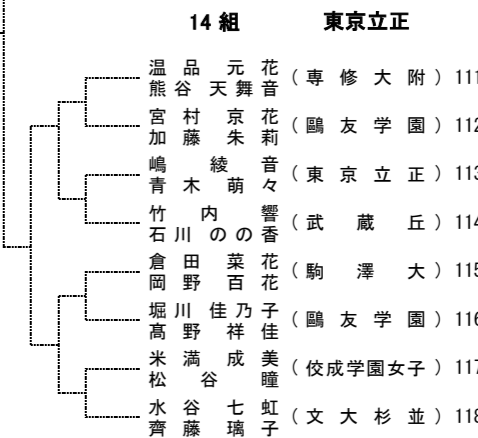 14 組 東京立正
温品 元花
熊谷 天舞音 ( 専修大附 ) 111
宮村 京花
加藤 朱莉 ( 鷗友学園 ) 112
嶋 綾音
青木 萌々 ( 東京立正 ) 113
竹内 響
石川 のの香 ( 武蔵丘 ) 114
倉田 菜花
岡野 百花 ( 駒澤大 ) 115
堀川 佳乃子
髙野 祥佳 ( 鷗友学園 ) 116
米満 成美
松谷 瞳 ( 佼成学園女子 ) 117
水谷 七虹
齊藤 璃子 ( 文大杉並 ) 118